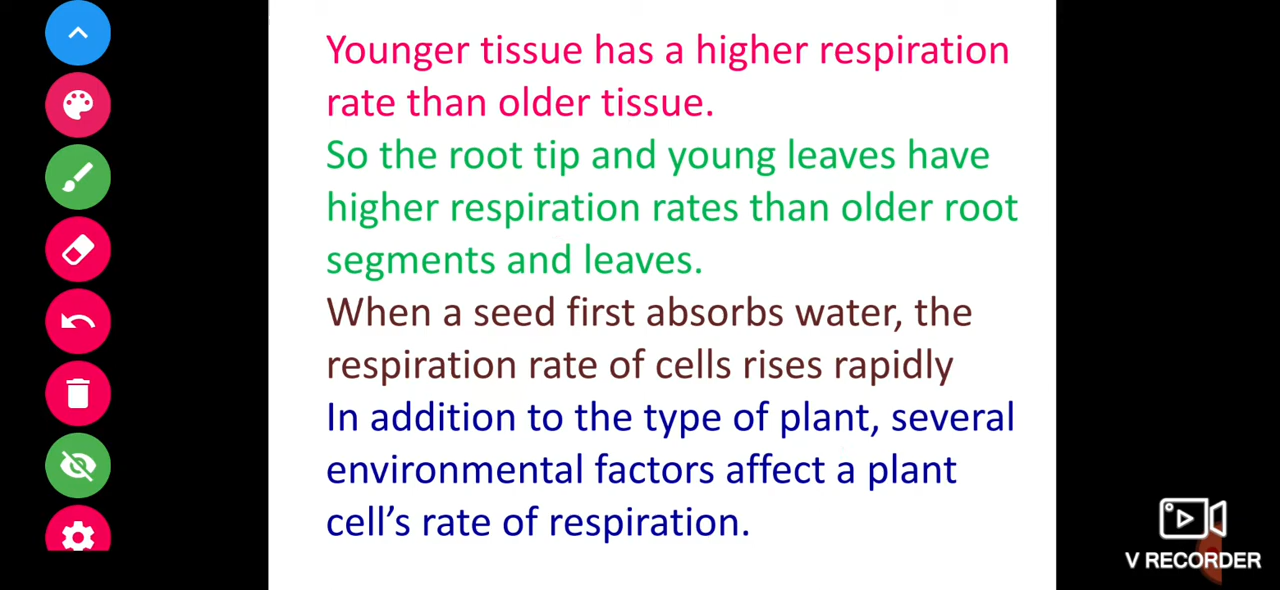 Younger tissue has a higher respiration
rate than older tissue.
So the root tip and young leaves have
higher respiration rates than older root
segments and leaves.
When a seed first absorbs water, the
respiration rate of cells rises rapidly
In addition to the type of plant, several
environmental factors affect a plant
cell's rate of respiration.
V RECORDER